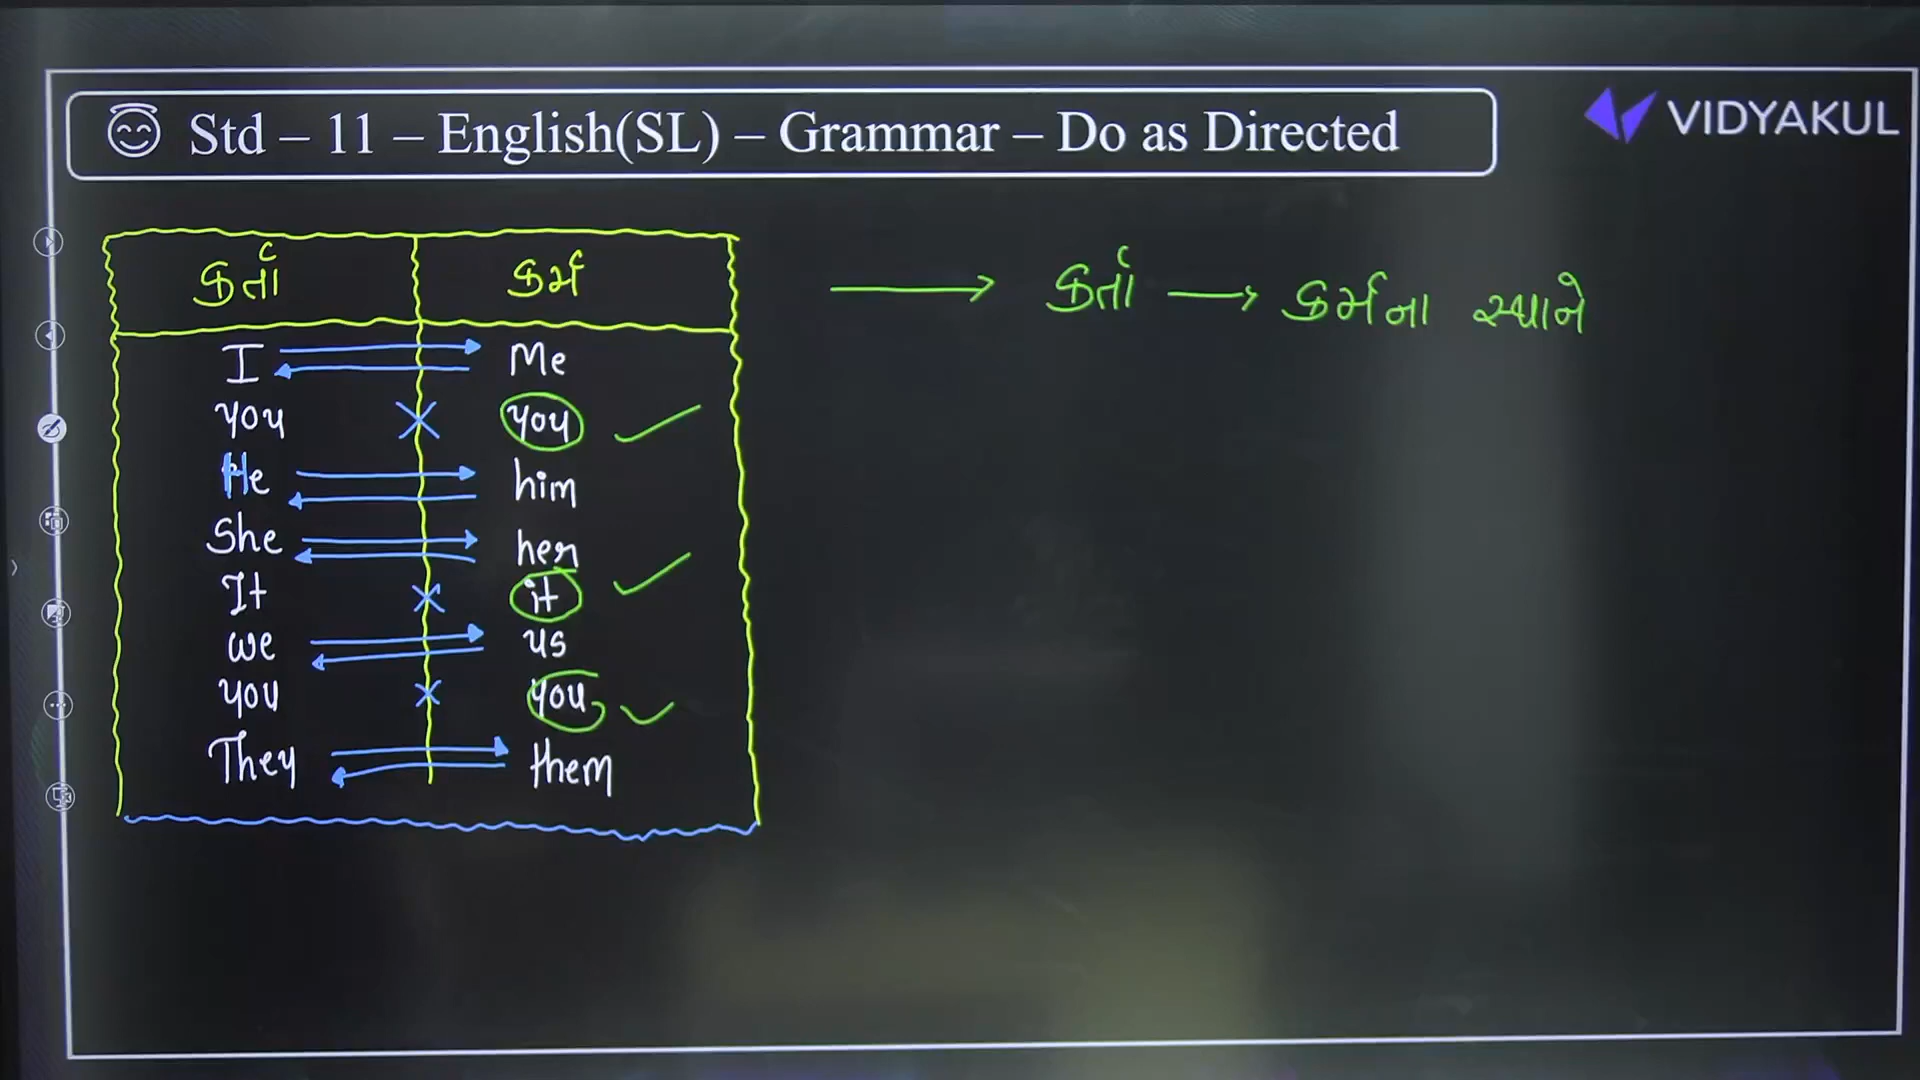 Std – 11 – English(SL) – Grammar – Do as Directed
VIDYAKUL
કર્તા કર્મ
→ કર્તા → કર્મના સ્થાને
I Me
you you
He him
She her
It it
we us
you you
They them